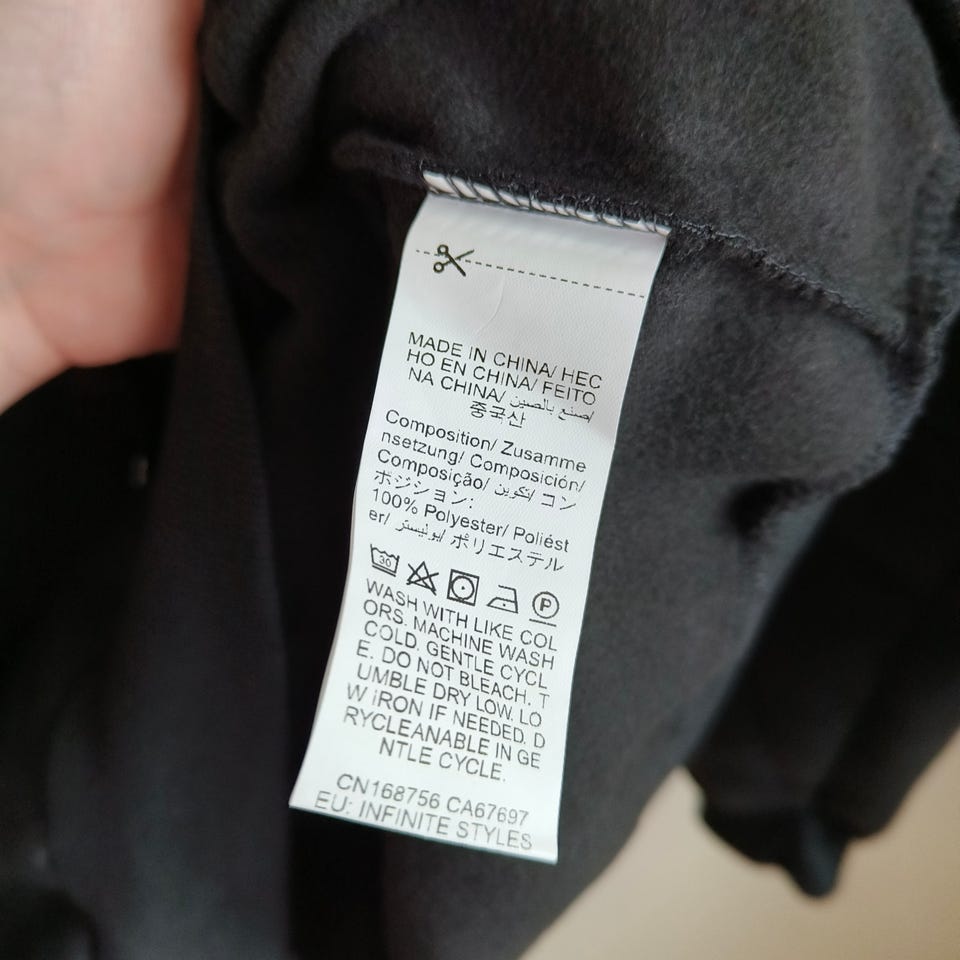 MADE IN CHINA/ HEC
HO EN CHINA/ FEITO
NA CHINA/ صنع بالصين/
중국산
Composition/ Zusamme
nsetzung/ Composición/
Composição/ تكوين/ コン
ポジション:
100% Polyester/ Poliést
er/ بوليستر/ ポリエステル
30
P
WASH WITH LIKE COL
ORS. MACHINE WASH
COLD. GENTLE CYCL
E. DO NOT BLEACH. T
UMBLE DRY LOW. LO
W iRON IF NEEDED. D
RYCLEANABLE IN GE
NTLE CYCLE.
CN168756 CA67697
EU: INFINITE STYLES